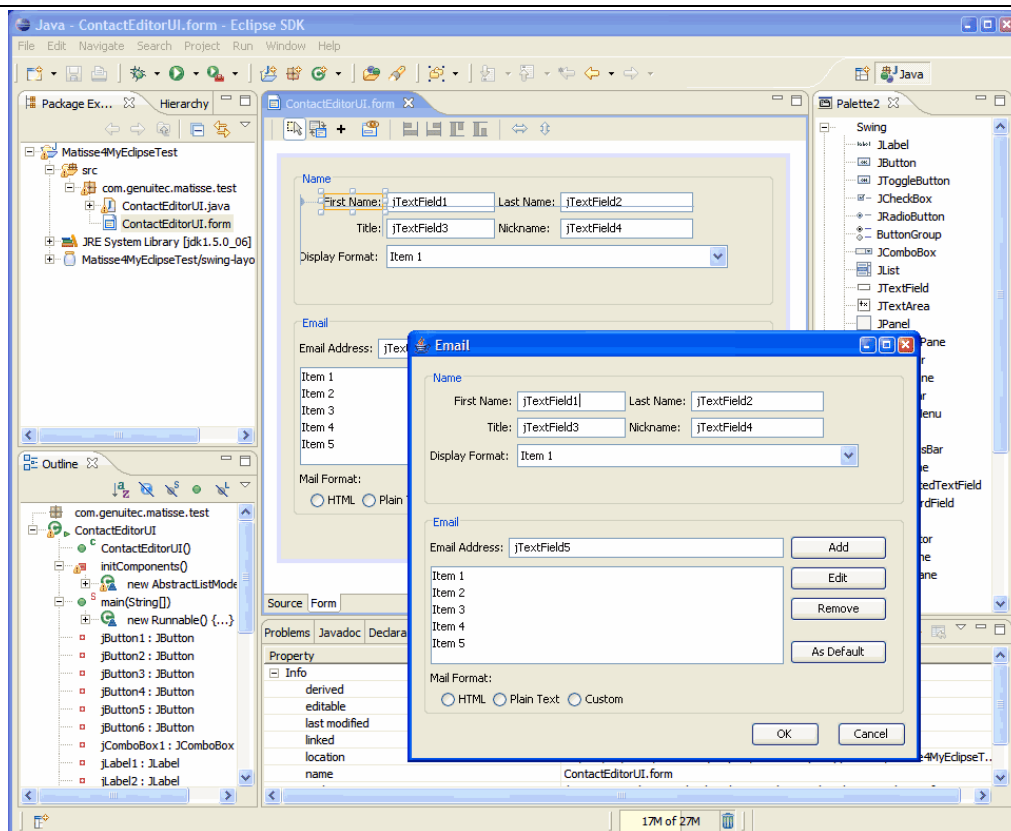 Java - ContactEditorUI.form - Eclipse SDK
File Edit Navigate Search Project Run Window Help
Java
Package Ex...
Hierarchy
Matisse4MyEclipseTest
src
com.genuitec.matisse.test
ContactEditorUI.java
ContactEditorUI.form
JRE System Library [jdk1.5.0_06]
Matisse4MyEclipseTest/swing-layo
Outline
com.genuitec.matisse.test
ContactEditorUI
ContactEditorUI()
initComponents()
new AbstractListMode
main(String[])
new Runnable() {...}
jButton1 : JButton
jButton2 : JButton
jButton3 : JButton
jButton4 : JButton
jButton5 : JButton
jButton6 : JButton
jComboBox1 : JComboBox
jLabel1 : JLabel
jLabel2 : JLabel
ContactEditorUI.form
Name
First Name: jTextField1 Last Name: jTextField2
Title: jTextField3 Nickname: jTextField4
Display Format: Item 1
Email
Email Address:
Item 1
Item 2
Item 3
Item 4
Item 5
Mail Format:
HTML Plain
Source Form
Problems Javadoc
Property
Info
derived
editable
last modified
linked
location
name ContactEditorUI.form
Email
Name
First Name: jTextField1 Last Name: jTextField2
Title: jTextField3 Nickname: jTextField4
Display Format: Item 1
Email
Email Address: jTextField5 Add
Item 1
Item 2
Item 3
Item 4
Item 5
Edit
Remove
As Default
Mail Format:
HTML Plain Text Custom
OK Cancel
Palette2
Swing
JLabel
JButton
JToggleButton
JCheckBox
JRadioButton
ButtonGroup
JComboBox
JList
JTextField
JTextArea
JPanel
17M of 27M